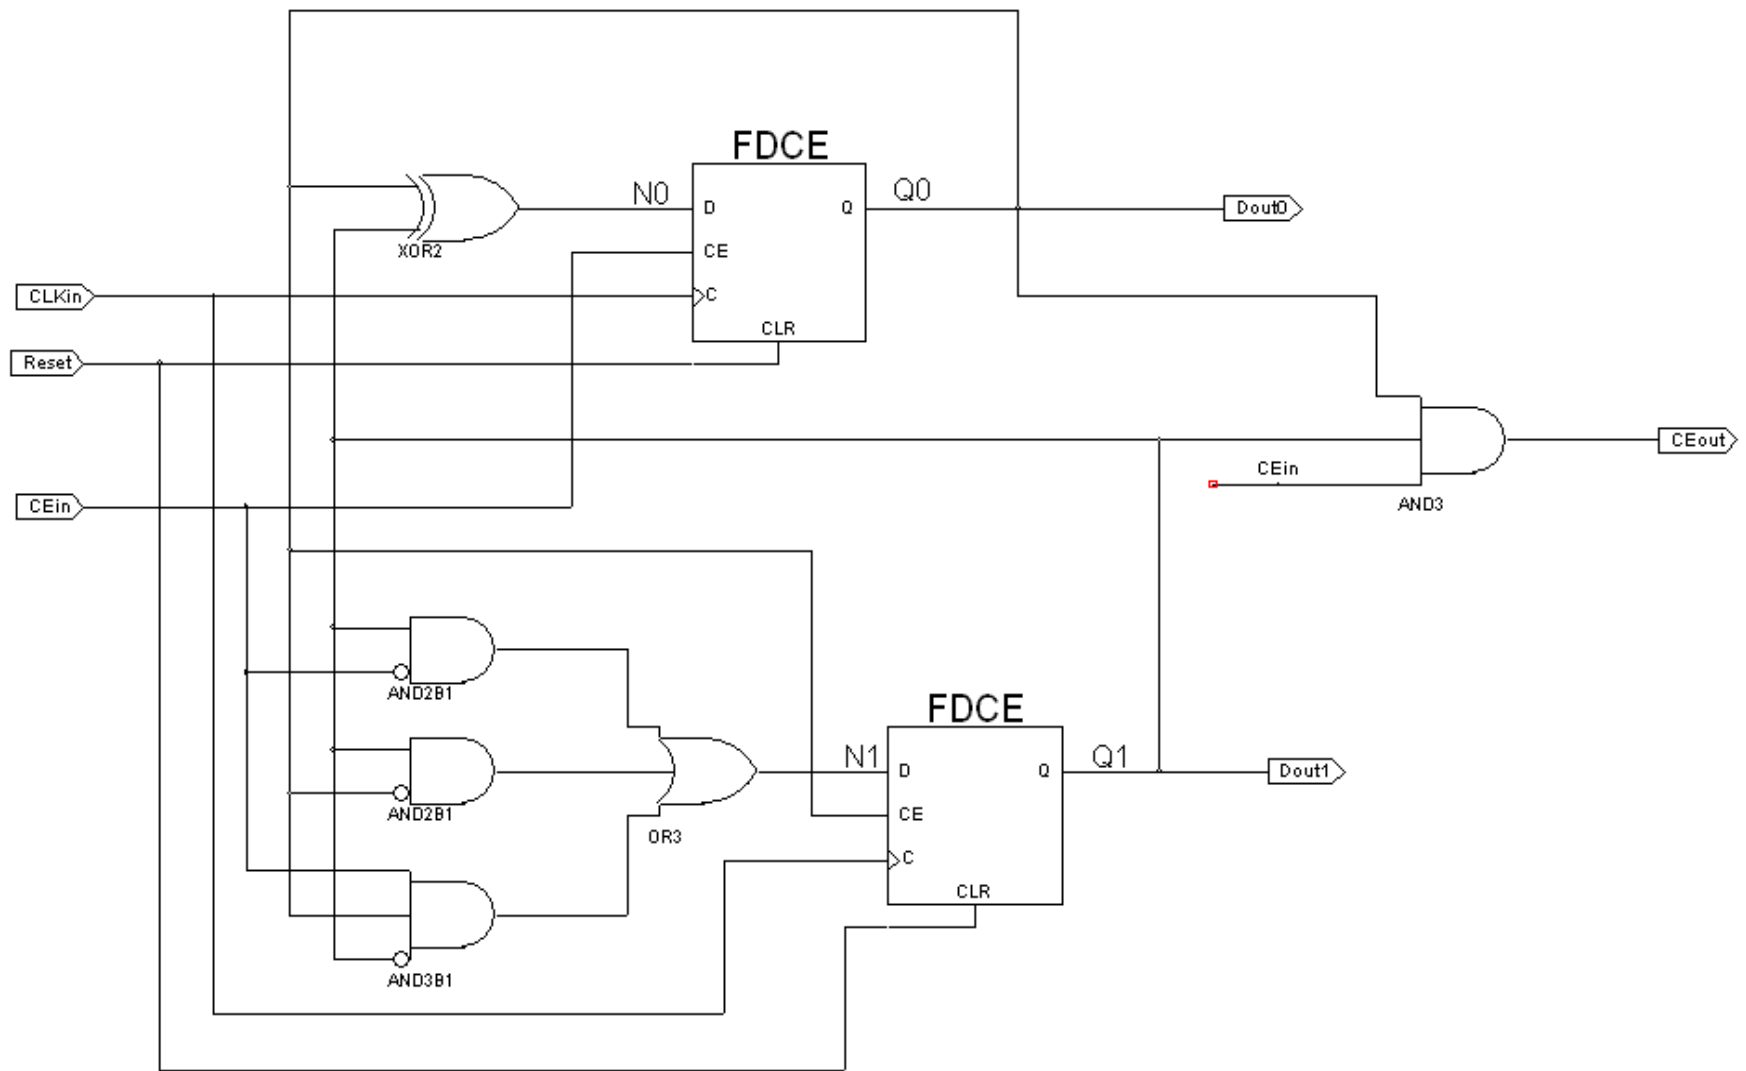 FDCE
N0
D
Q
Q0
Dout0
XOR2
CE
CLKin
C
CLR
Reset
CEout
CEin
CEin
AND3
AND2B1
FDCE
N1
D
Q
Q1
Dout1
AND2B1
CE
OR3
C
CLR
AND3B1